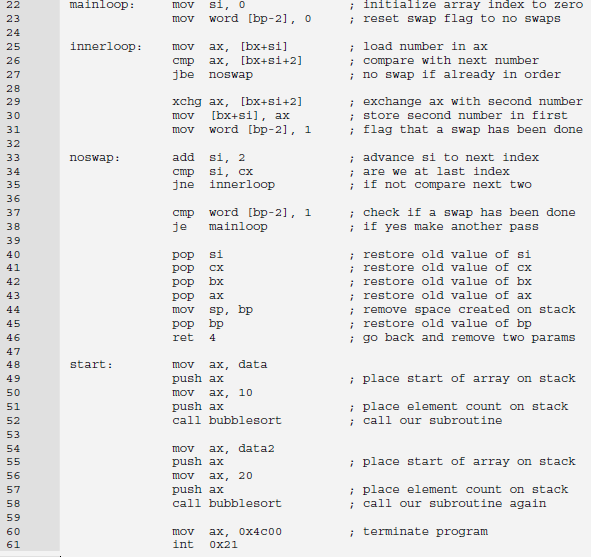 22 mainloop: mov si, 0 ; initialize array index to zero
23 mov word [bp-2], 0 ; reset swap flag to no swaps
24
25 innerloop: mov ax, [bx+si] ; load number in ax
26 cmp ax, [bx+si+2] ; compare with next number
27 jbe noswap ; no swap if already in order
28
29 xchg ax, [bx+si+2] ; exchange ax with second number
30 mov [bx+si], ax ; store second number in first
31 mov word [bp-2], 1 ; flag that a swap has been done
32
33 noswap: add si, 2 ; advance si to next index
34 cmp si, cx ; are we at last index
35 jne innerloop ; if not compare next two
36
37 cmp word [bp-2], 1 ; check if a swap has been done
38 je mainloop ; if yes make another pass
39
40 pop si ; restore old value of si
41 pop cx ; restore old value of cx
42 pop bx ; restore old value of bx
43 pop ax ; restore old value of ax
44 mov sp, bp ; remove space created on stack
45 pop bp ; restore old value of bp
46 ret 4 ; go back and remove two params
47
48 start: mov ax, data
49 push ax ; place start of array on stack
50 mov ax, 10
51 push ax ; place element count on stack
52 call bubblesort ; call our subroutine
53
54 mov ax, data2
55 push ax ; place start of array on stack
56 mov ax, 20
57 push ax ; place element count on stack
58 call bubblesort ; call our subroutine again
59
60 mov ax, 0x4c00 ; terminate program
61 int 0x21